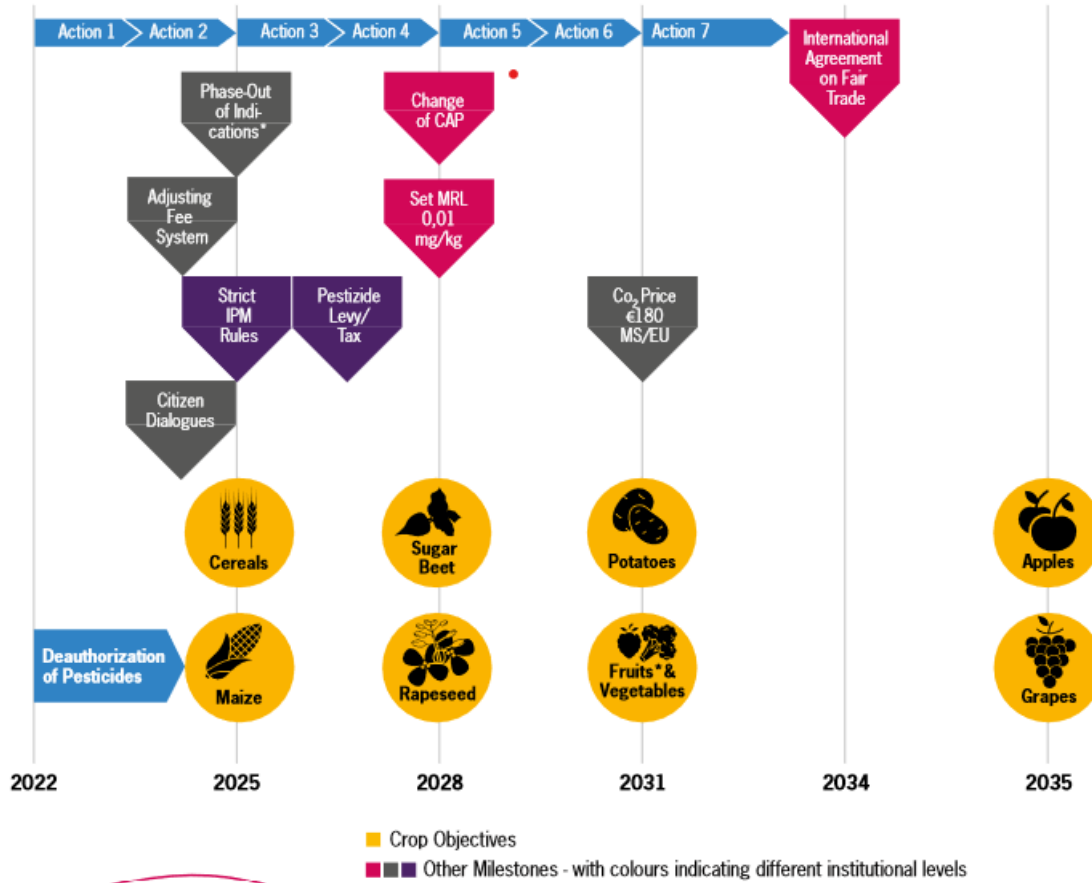 Action 1
Action 2
Action 3
Action 4
Action 5
Action 6
Action 7
International
Agreement
on Fair
Trade
Phase-Out
of Indi-
cations*
Change
of CAP
Adjusting
Fee
System
Set MRL
0,01
mg/kg
Strict
IPM
Rules
Pestizide
Levy/
Tax
Co₂ Price
€180
MS/EU
Citizen
Dialogues
Cereals
Sugar
Beet
Potatoes
Apples
Deauthorization
of Pesticides
Maize
Rapeseed
Fruits* &
Vegetables
Grapes
2022
2025
2028
2031
2034
2035
Crop Objectives
Other Milestones - with colours indicating different institutional levels